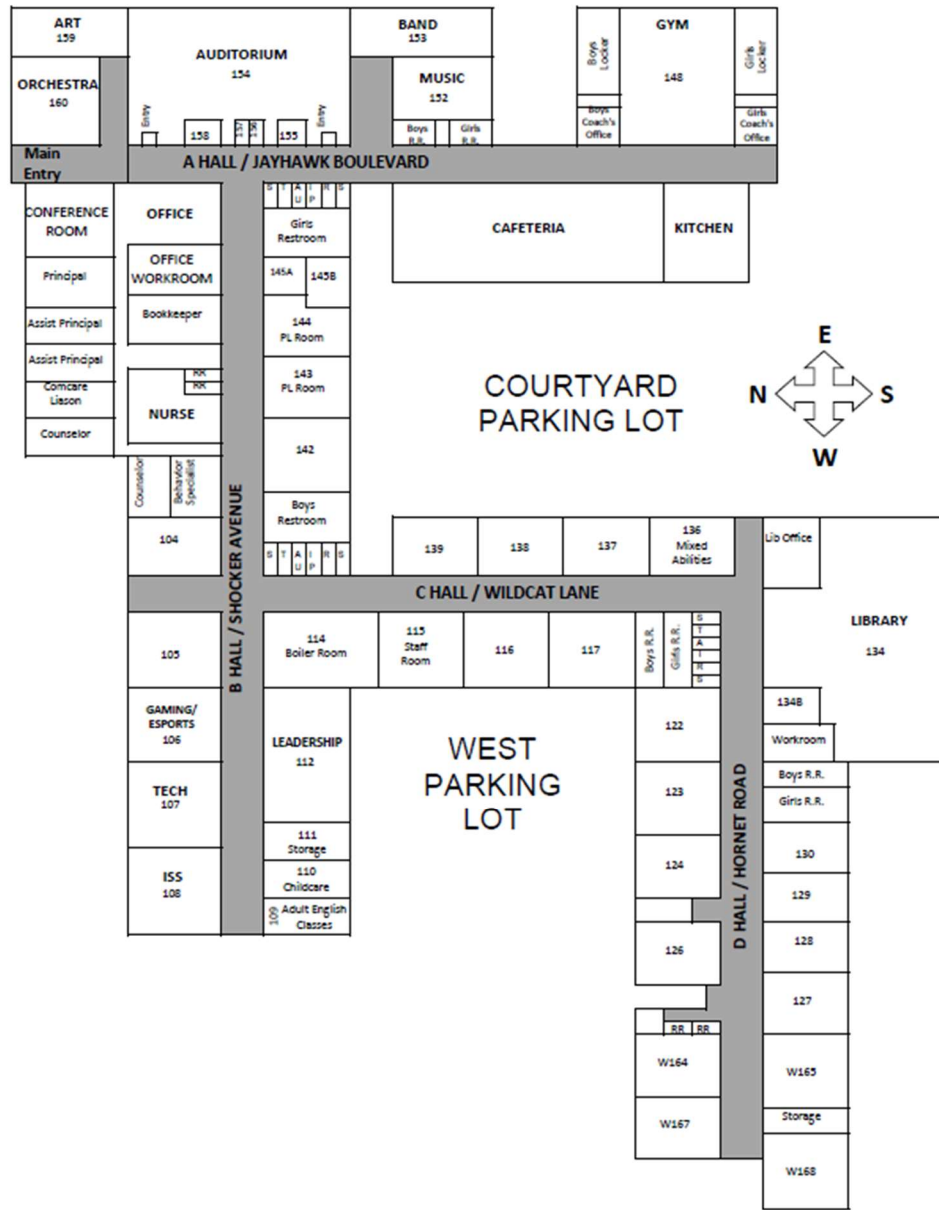 ART
159
AUDITORIUM
154
BAND
153
GYM
148
Boys
Locker
Girls
Locker
ORCHESTRA
160
MUSIC
152
Entry
158
157
156
155
Entry
Boys
R.R.
Girls
R.R.
Boys
Coach's
Office
Girls
Coach's
Office
Main
Entry
A HALL / JAYHAWK BOULEVARD
CONFERENCE
ROOM
OFFICE
STAIRS
UP
Girls
Restroom
CAFETERIA
KITCHEN
Principal
OFFICE
WORKROOM
145A
145B
Assist Principal
Bookkeeper
144
PL Room
Assist Principal
RR
RR
143
PL Room
COURTYARD
PARKING LOT
E
N
S
W
Comcare
Liason
NURSE
Counselor
142
Counselor
Behavior
Specialist
Boys
Restroom
104
STAIRS
UP
139
138
137
136
Mixed
Abilities
Lib Office
B HALL / SHOCKER AVENUE
C HALL / WILDCAT LANE
105
114
Boiler Room
115
Staff
Room
116
117
Boys R.R.
Girls R.R.
STAIRS
LIBRARY
134
GAMING/
ESPORTS
106
LEADERSHIP
112
WEST
PARKING
LOT
122
134B
Workroom
TECH
107
123
Boys R.R.
Girls R.R.
111
Storage
D HALL / HORNET ROAD
124
130
ISS
108
110
Childcare
129
109
Adult English
Classes
126
128
127
RR
RR
W164
W165
W167
Storage
W168